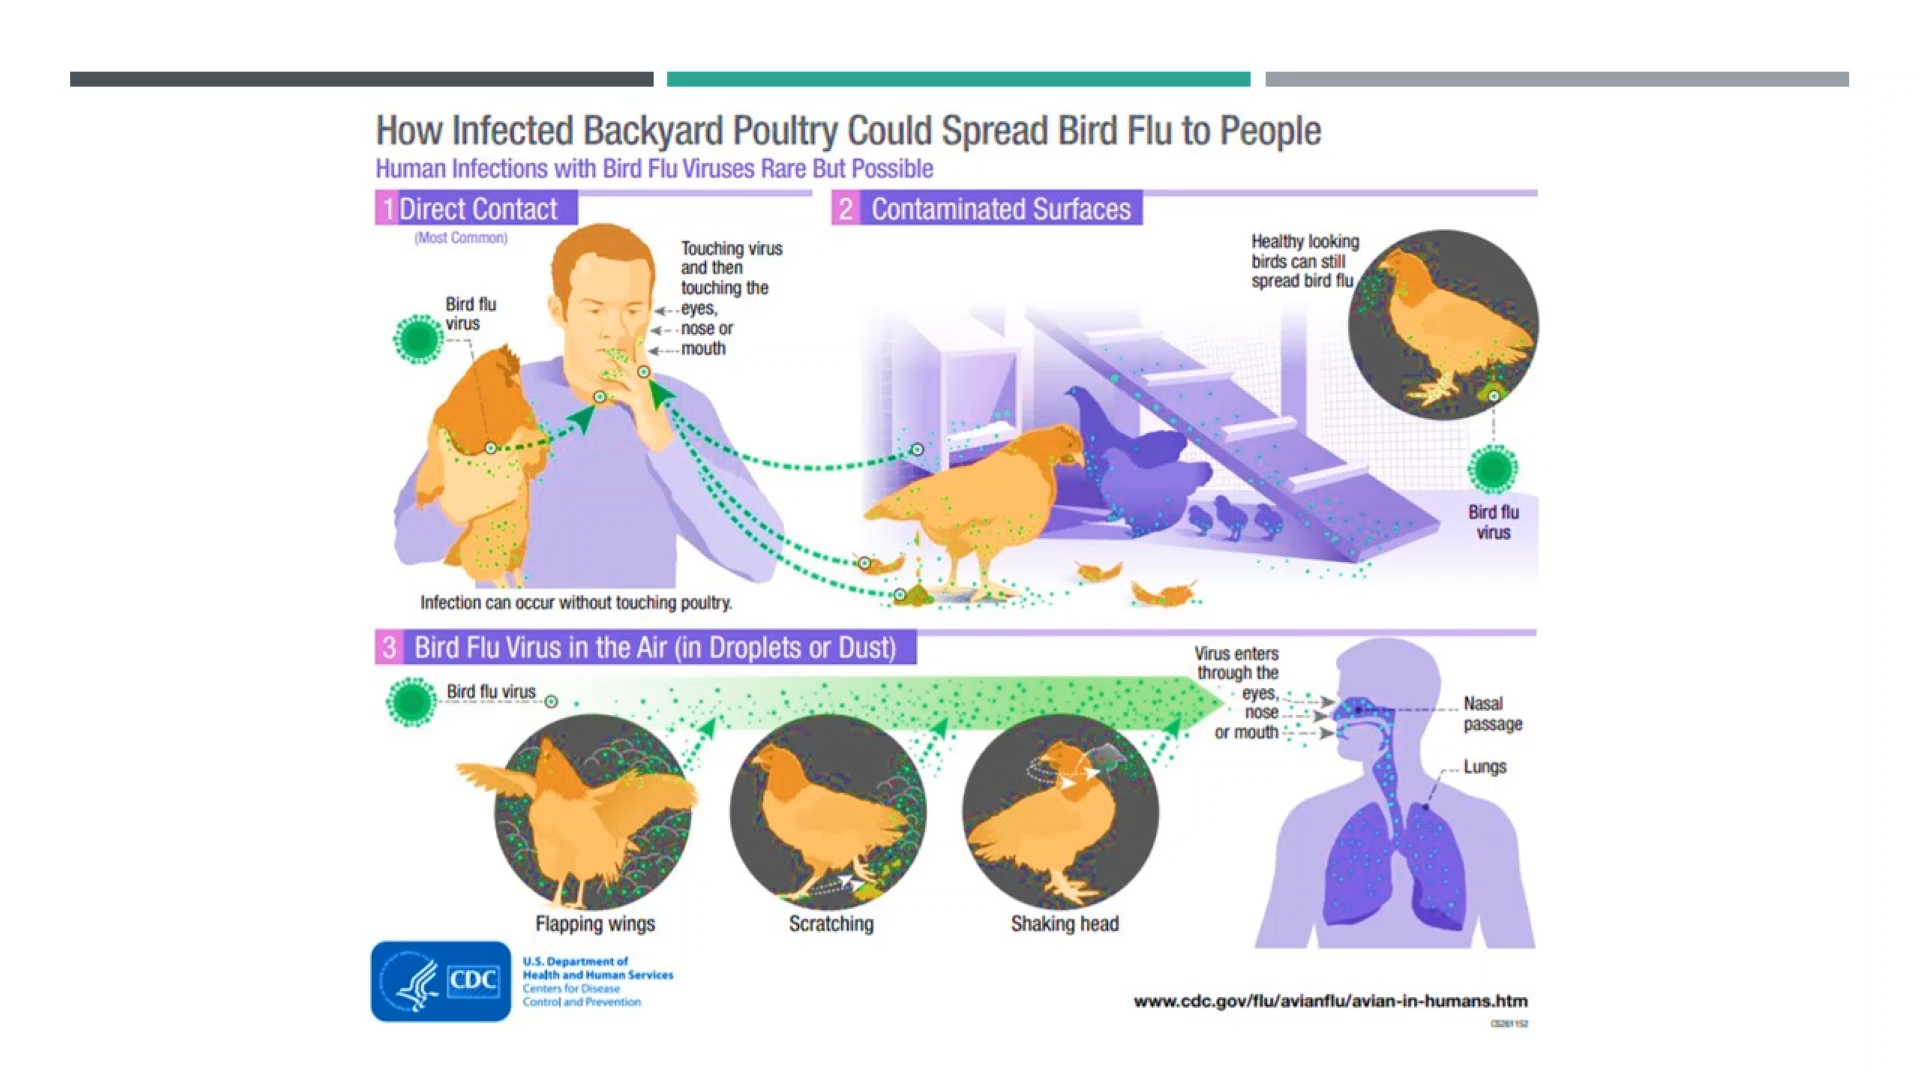 How Infected Backyard Poultry Could Spread Bird Flu to People
Human Infections with Bird Flu Viruses Rare But Possible
1 Direct Contact
(Most Common)
Bird flu
virus
Touching virus
and then
touching the
eyes,
nose or
mouth
Infection can occur without touching poultry.
2 Contaminated Surfaces
Healthy looking
birds can still
spread bird flu
Bird flu
virus
3 Bird Flu Virus in the Air (in Droplets or Dust)
Bird flu virus
Flapping wings
Scratching
Shaking head
Virus enters
through the
eyes,
nose
or mouth
Nasal
passage
Lungs
CDC
U.S. Department of
Health and Human Services
Centers for Disease
Control and Prevention
www.cdc.gov/flu/avianflu/avian-in-humans.htm
CS261152